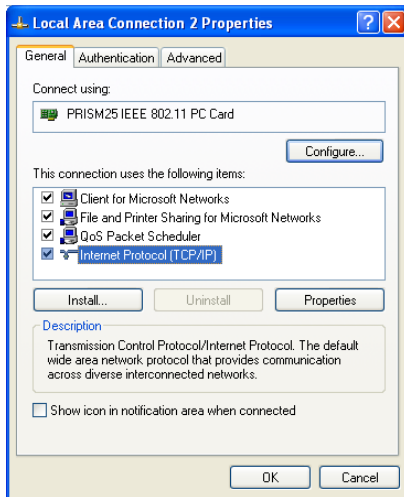 Local Area Connection 2 Properties
General
Authentication
Advanced
Connect using:
PRISM25 IEEE 802.11 PC Card
Configure...
This connection uses the following items:
Client for Microsoft Networks
File and Printer Sharing for Microsoft Networks
QoS Packet Scheduler
Internet Protocol (TCP/IP)
Install...
Uninstall
Properties
Description
Transmission Control Protocol/Internet Protocol. The default
wide area network protocol that provides communication
across diverse interconnected networks.
Show icon in notification area when connected
OK
Cancel